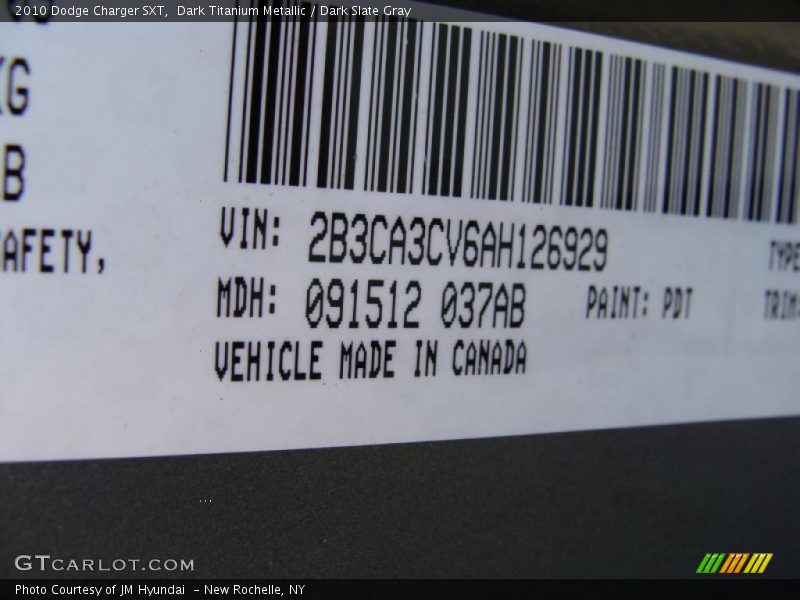 2010 Dodge Charger SXT,  Dark Titanium Metallic / Dark Slate Gray
KG
B
AFETY,
VIN: 2B3CA3CV6AH126929
TYPE
MDH: 091512 037AB
PAINT: PDT
TRIM:
VEHICLE MADE IN CANADA
GTCARLOT.COM
Photo Courtesy of JM Hyundai  - New Rochelle, NY